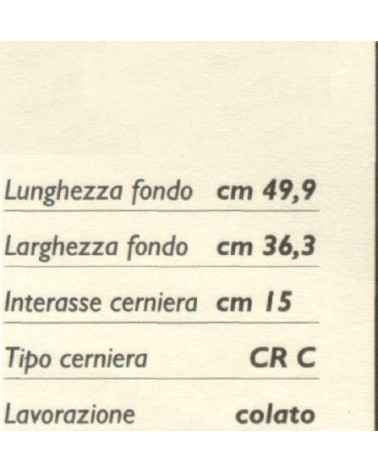 Lunghezza fondo cm 49,9
Larghezza fondo cm 36,3
Interasse cerniera cm 15
Tipo cerniera CR C
Lavorazione colato